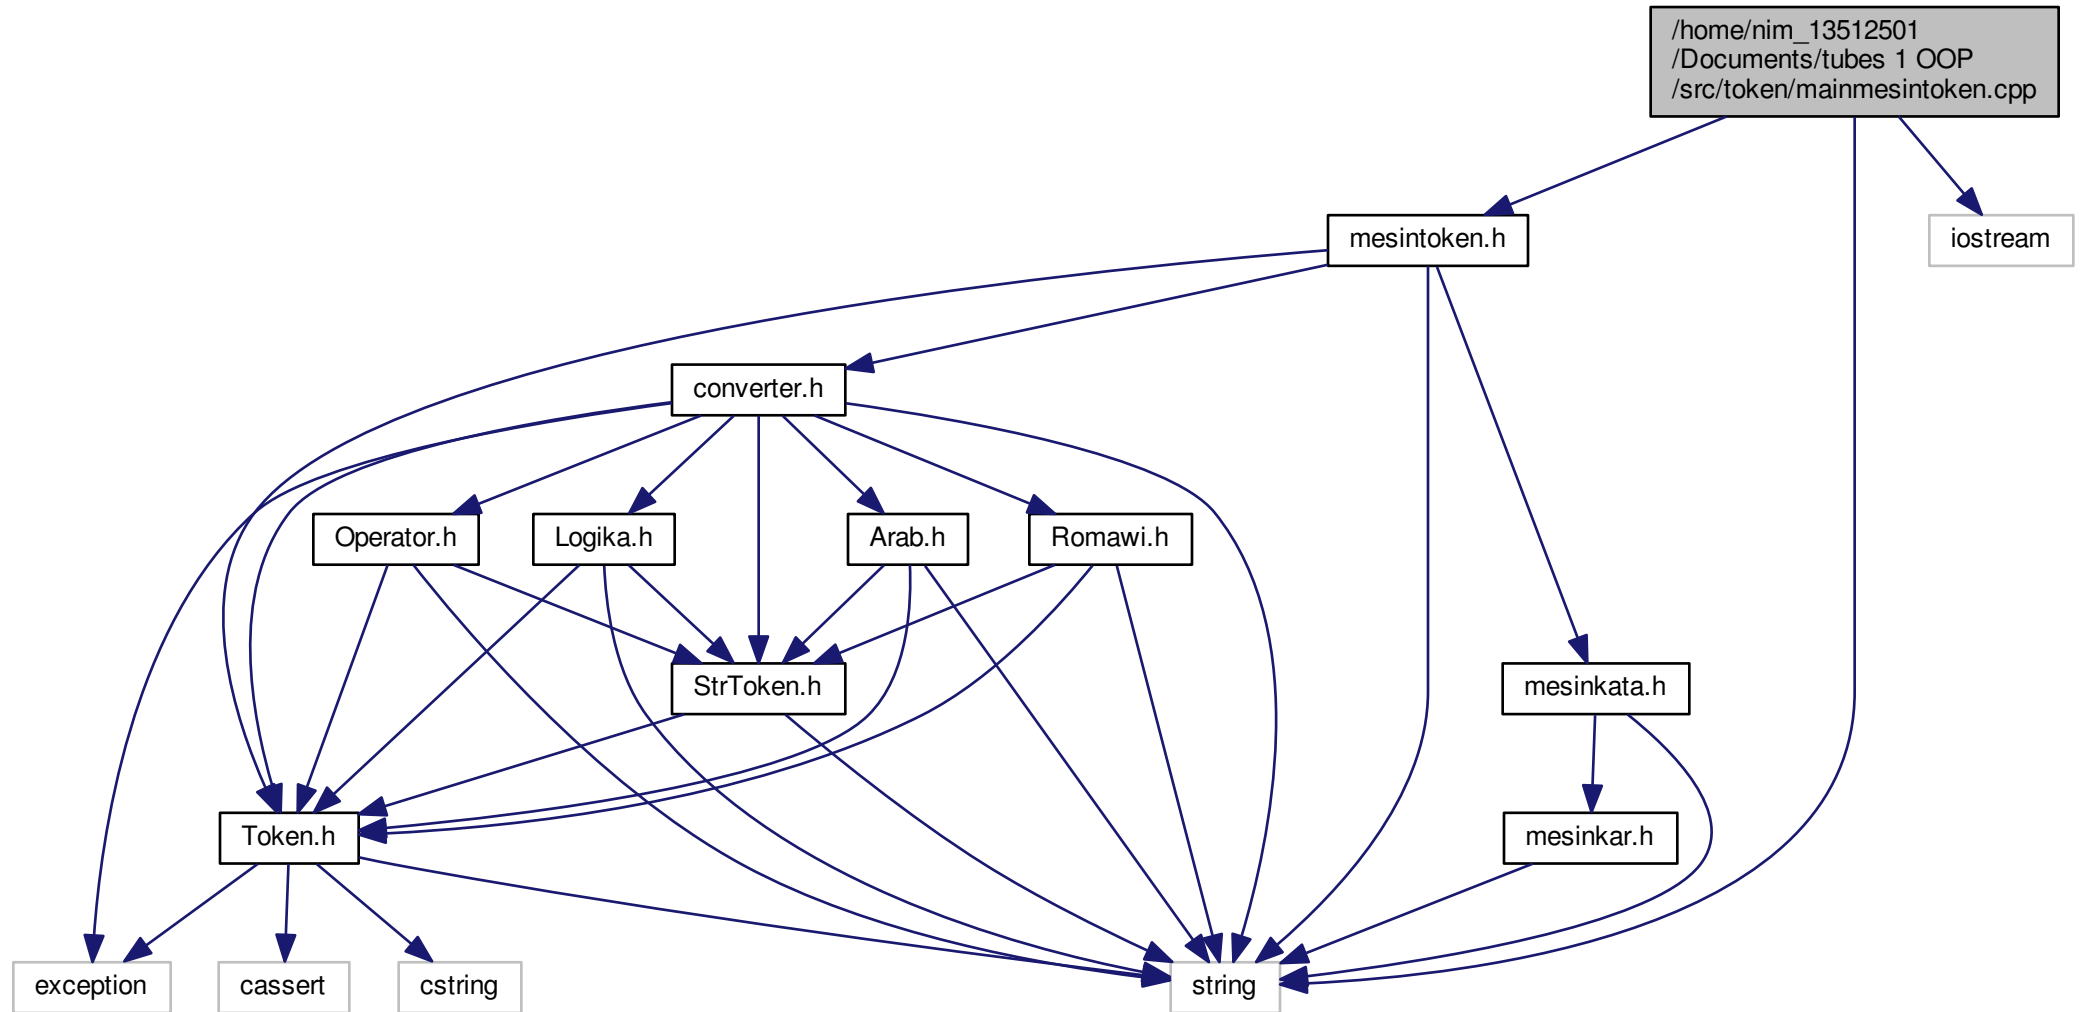 /home/nim_13512501
/Documents/tubes 1 OOP
/src/token/mainmesintoken.cpp
mesintoken.h
iostream
converter.h
Operator.h
Logika.h
Arab.h
Romawi.h
StrToken.h
mesinkata.h
Token.h
mesinkar.h
exception
cassert
cstring
string